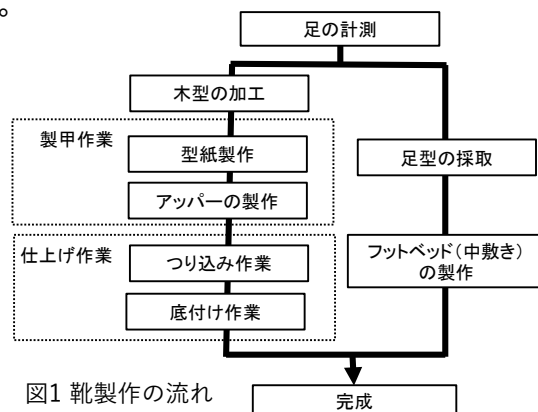 。
足の計測
木型の加工
製甲作業
型紙製作
足型の採取
アッパーの製作
仕上げ作業
つり込み作業
フットベッド（中敷き）
の製作
底付け作業
図1 靴製作の流れ
完成